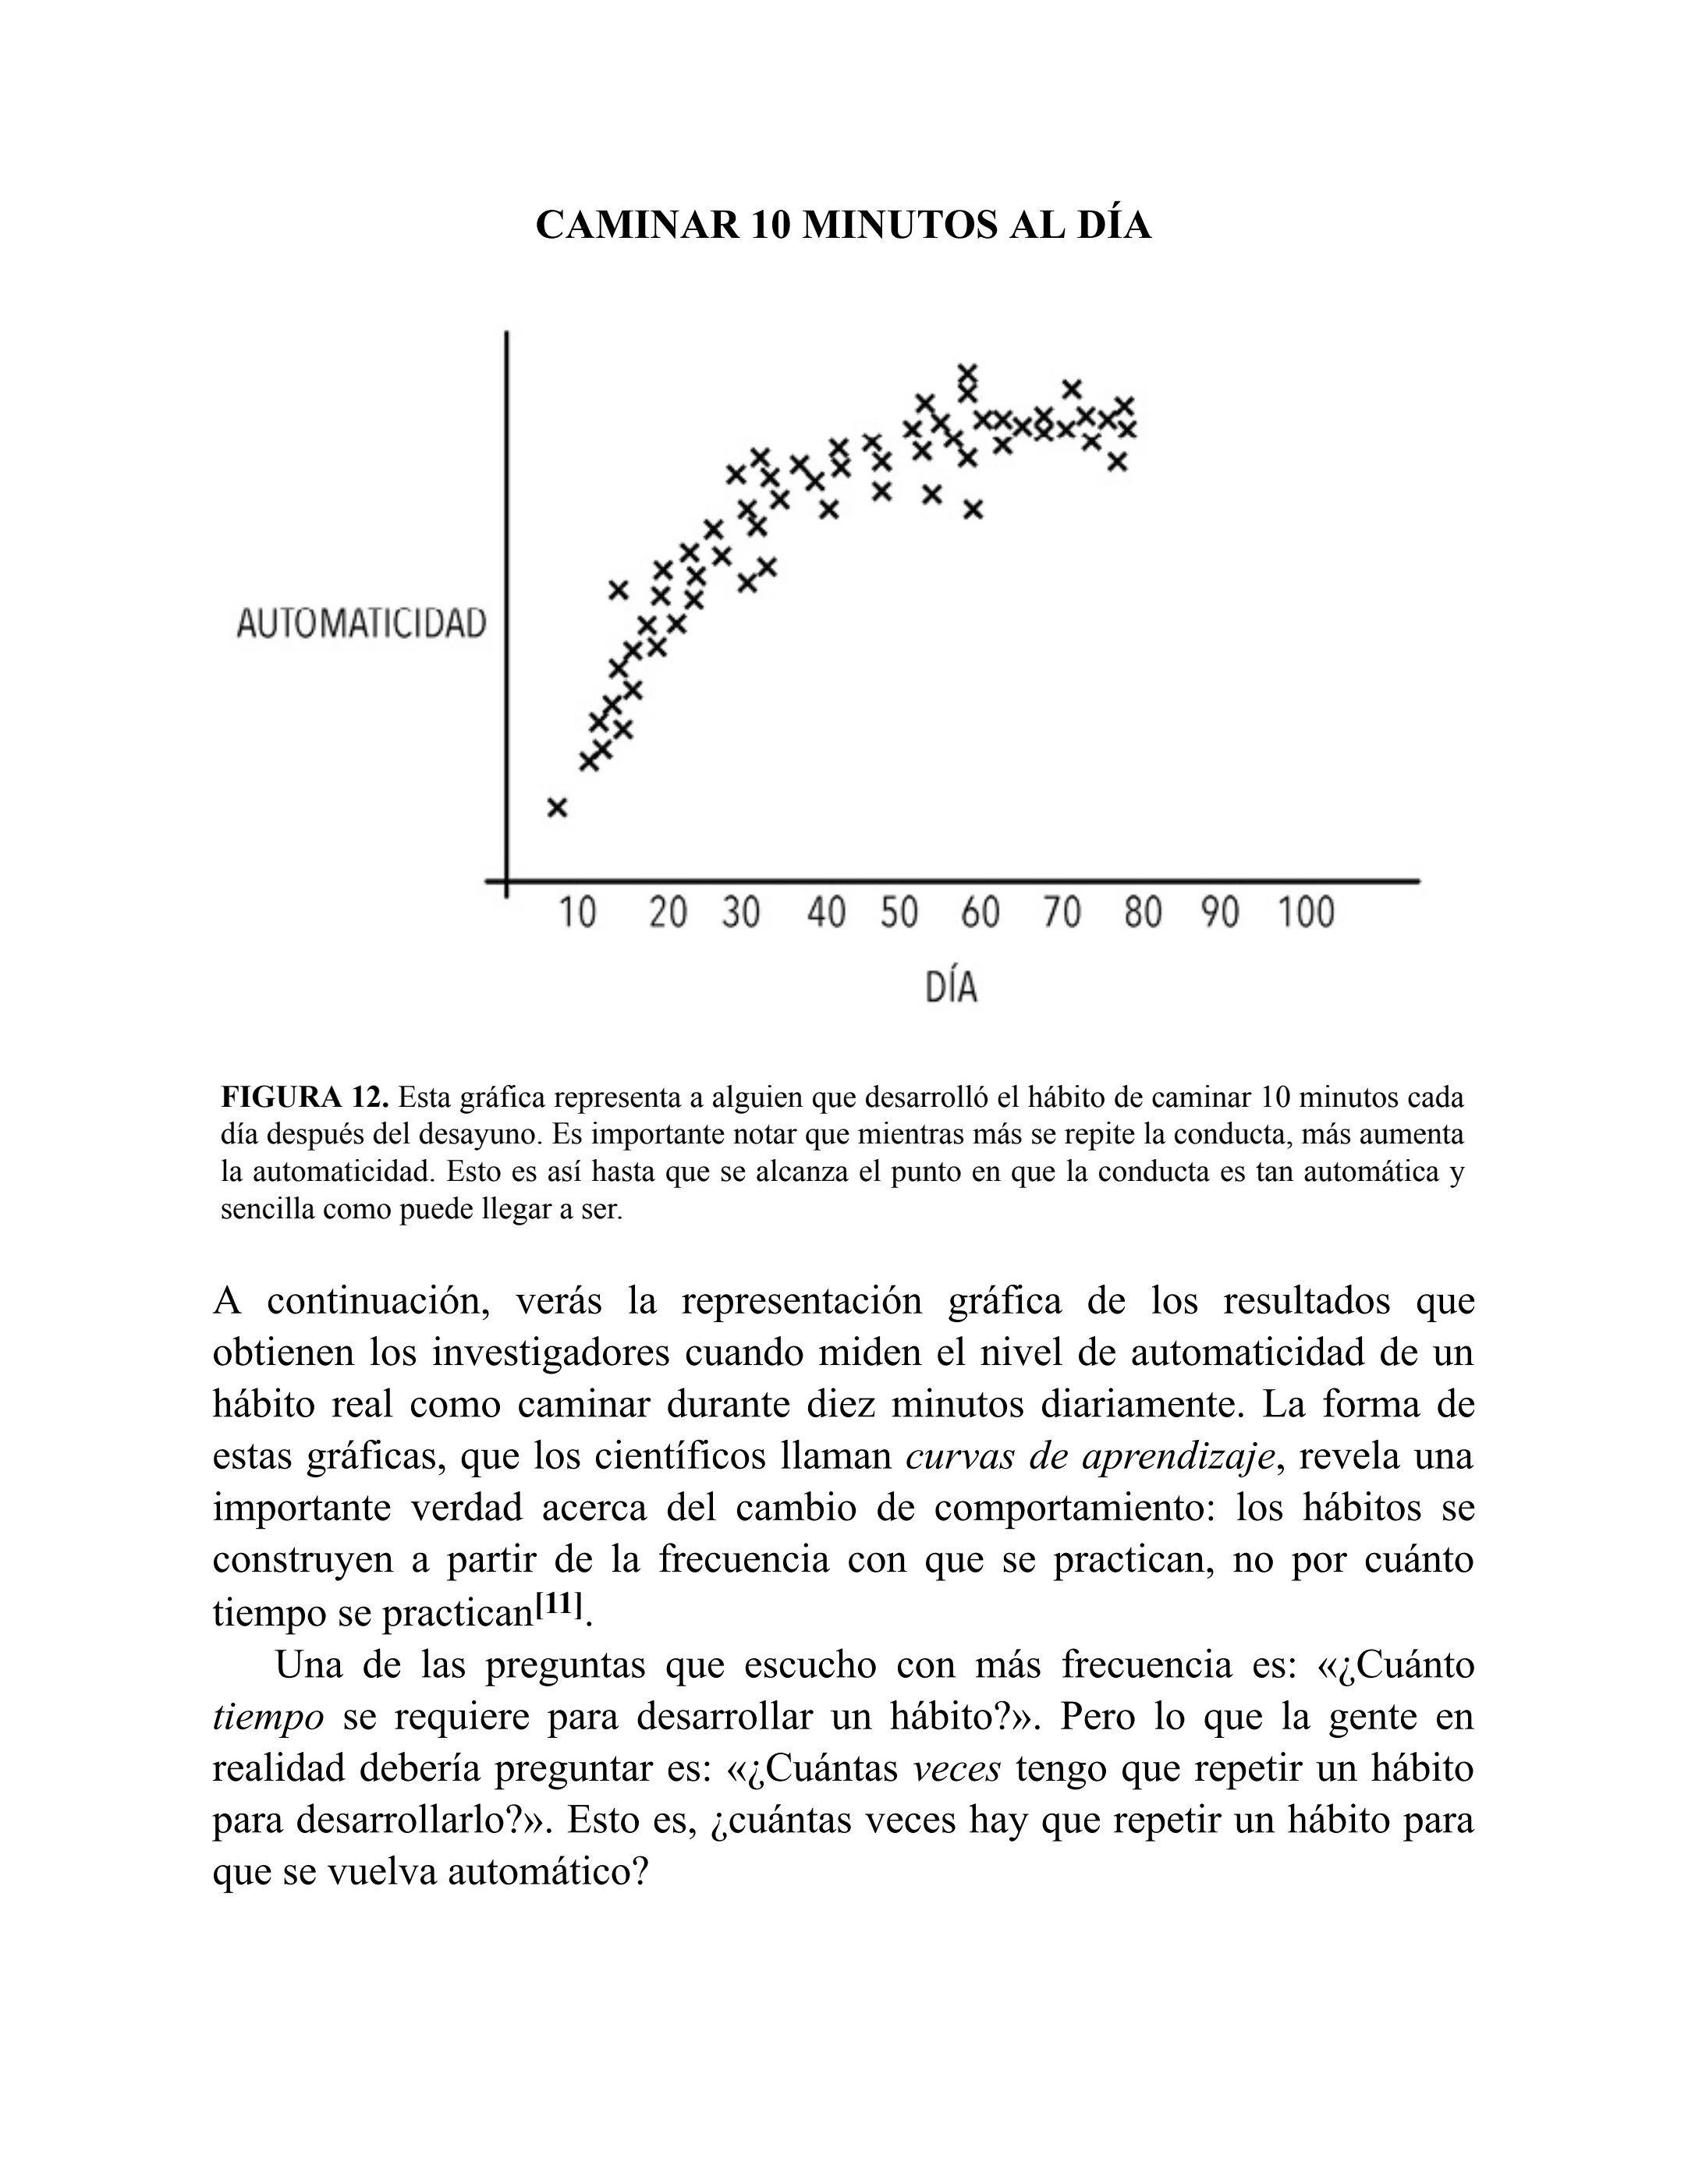 CAMINAR 10 MINUTOS AL DÍA
AUTOMATICIDAD
10 20 30 40 50 60 70 80 90 100
DÍA
FIGURA 12. Esta gráfica representa a alguien que desarrolló el hábito de caminar 10 minutos cada
día después del desayuno. Es importante notar que mientras más se repite la conducta, más aumenta
la automaticidad. Esto es así hasta que se alcanza el punto en que la conducta es tan automática y
sencilla como puede llegar a ser.
A continuación, verás la representación gráfica de los resultados que
obtienen los investigadores cuando miden el nivel de automaticidad de un
hábito real como caminar durante diez minutos diariamente. La forma de
estas gráficas, que los científicos llaman curvas de aprendizaje, revela una
importante verdad acerca del cambio de comportamiento: los hábitos se
construyen a partir de la frecuencia con que se practican, no por cuánto
tiempo se practican[11].
Una de las preguntas que escucho con más frecuencia es: «¿Cuánto
tiempo se requiere para desarrollar un hábito?». Pero lo que la gente en
realidad debería preguntar es: «¿Cuántas veces tengo que repetir un hábito
para desarrollarlo?». Esto es, ¿cuántas veces hay que repetir un hábito para
que se vuelva automático?